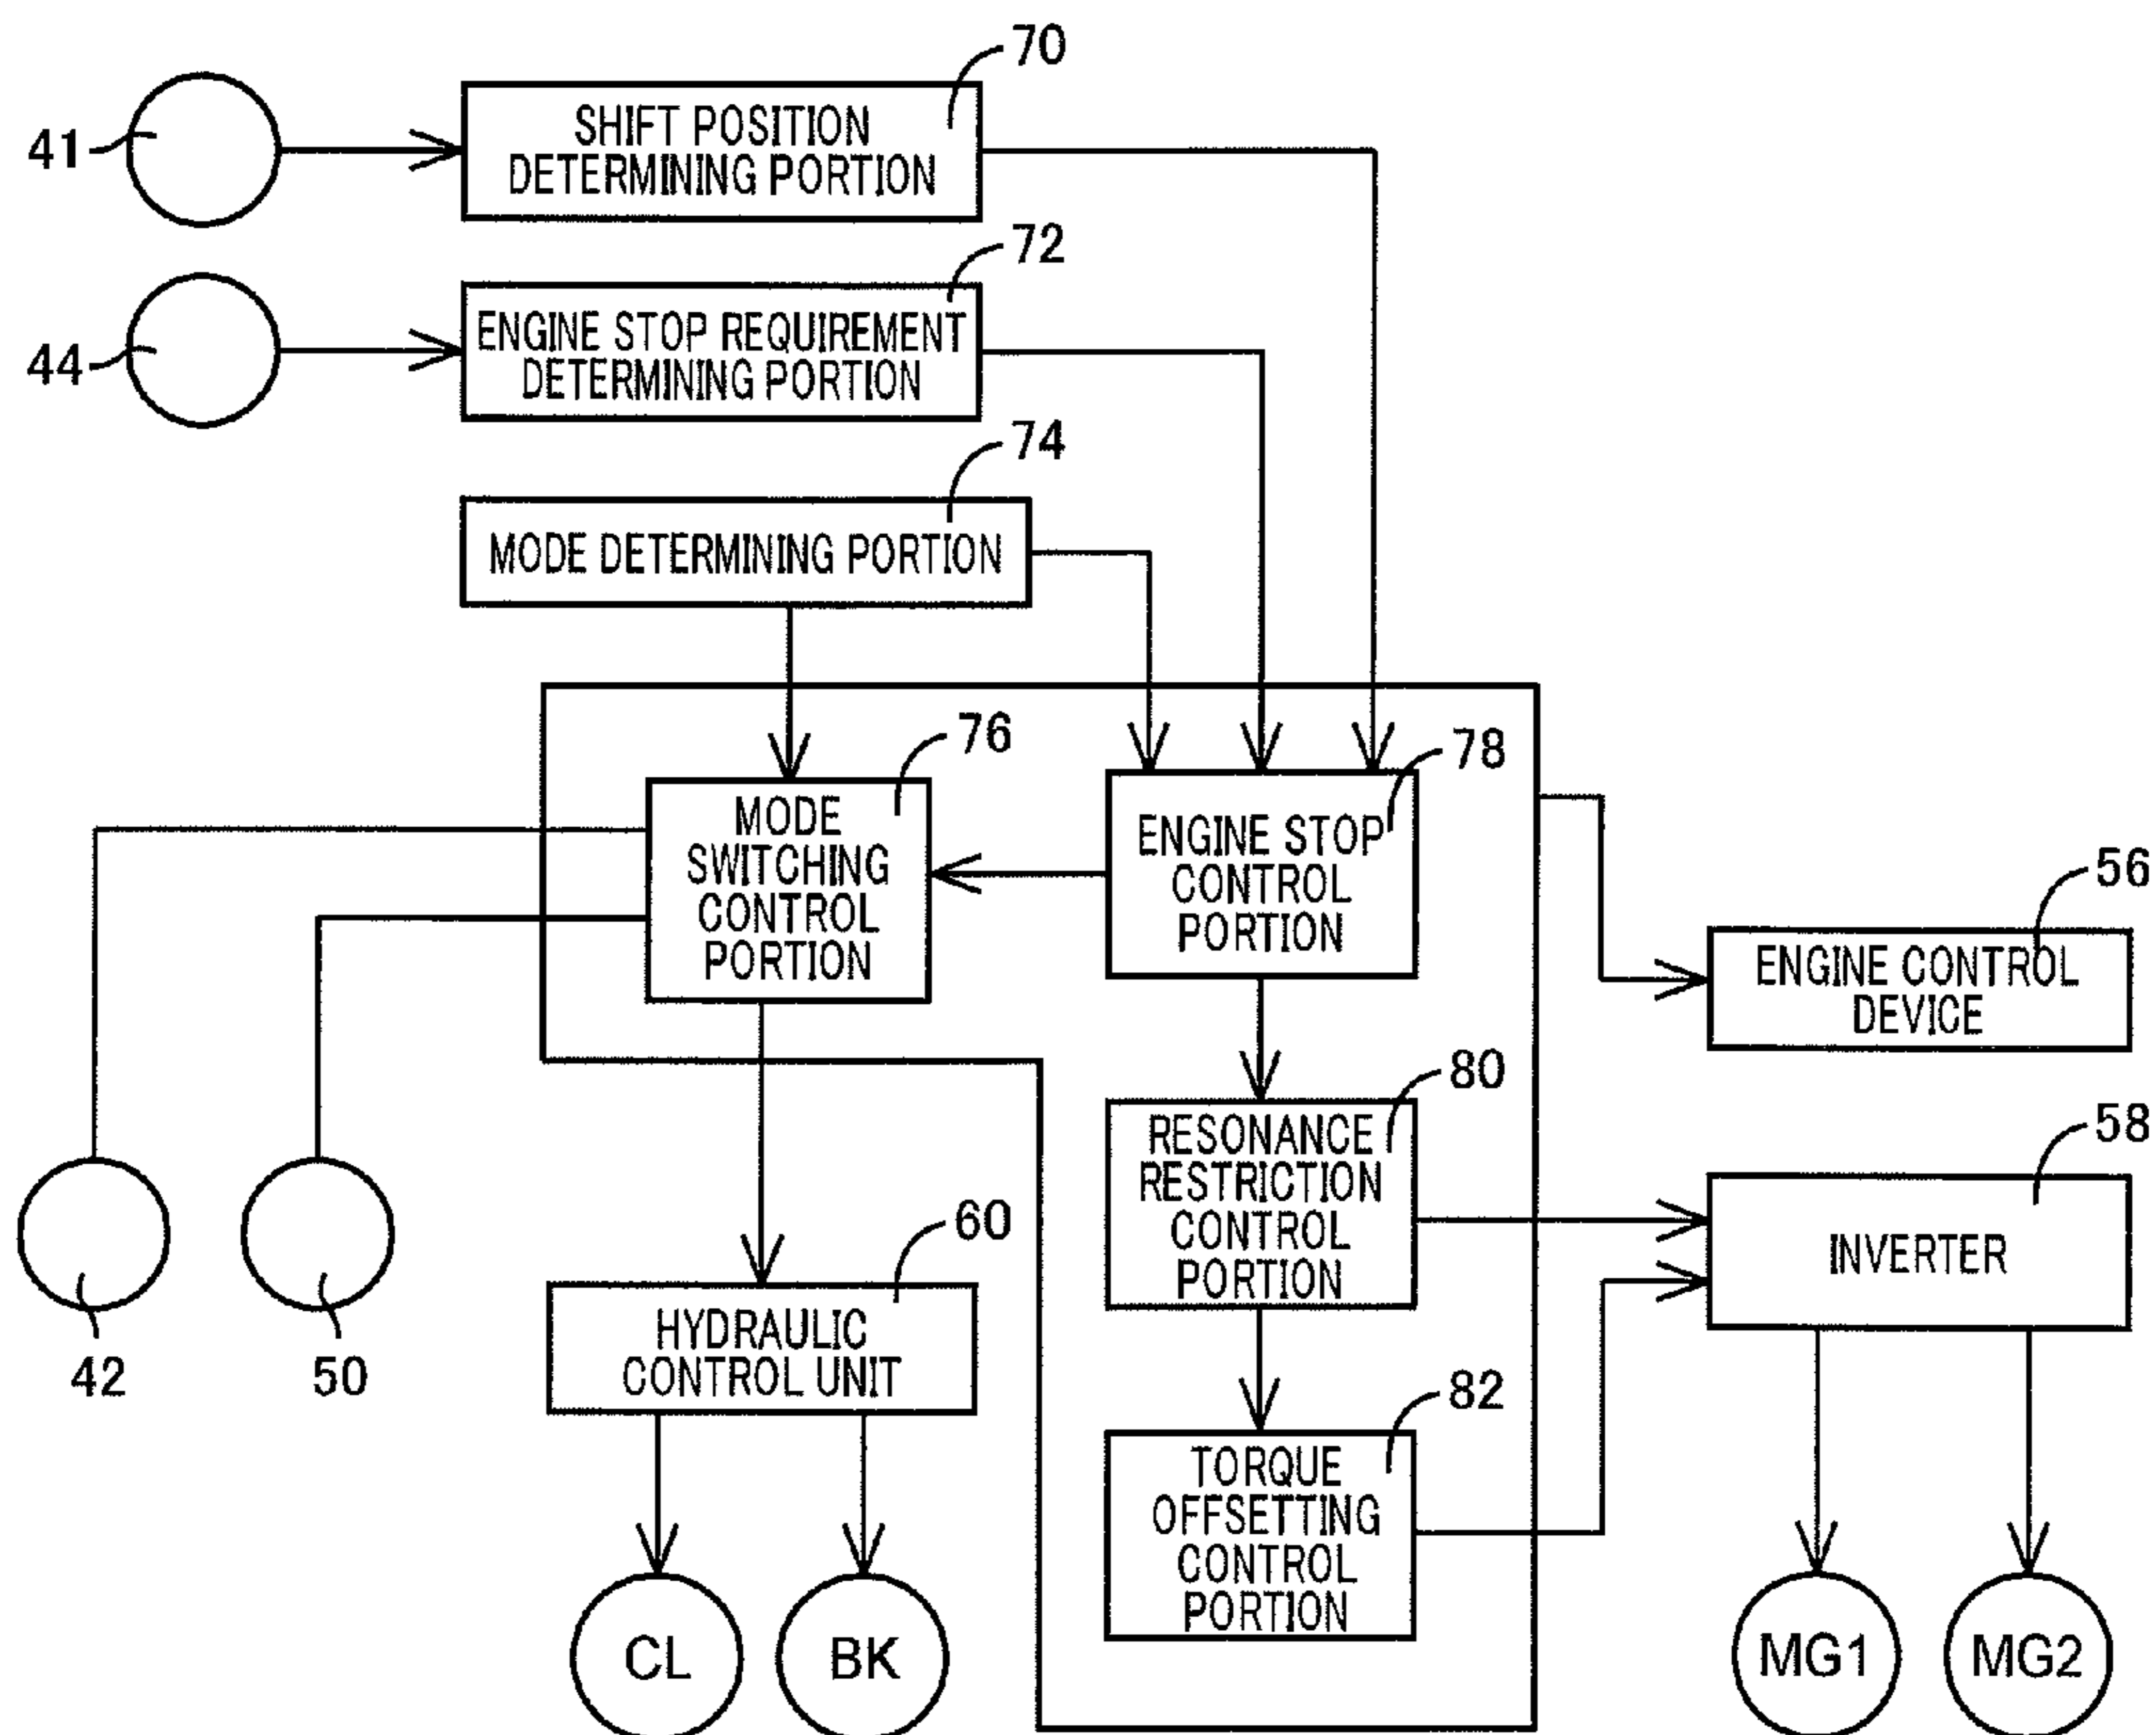 70
41
SHIFT POSITION
DETERMINING PORTION
72
44
ENGINE STOP REQUIREMENT
DETERMINING PORTION
74
MODE DETERMINING PORTION
76
MODE
SWITCHING
CONTROL
PORTION
78
ENGINE STOP
CONTROL
PORTION
56
ENGINE CONTROL
DEVICE
80
RESONANCE
RESTRICTION
CONTROL
PORTION
58
INVERTER
42
50
60
HYDRAULIC
CONTROL UNIT
82
TORQUE
OFFSETTING
CONTROL
PORTION
CL
BK
MG1
MG2